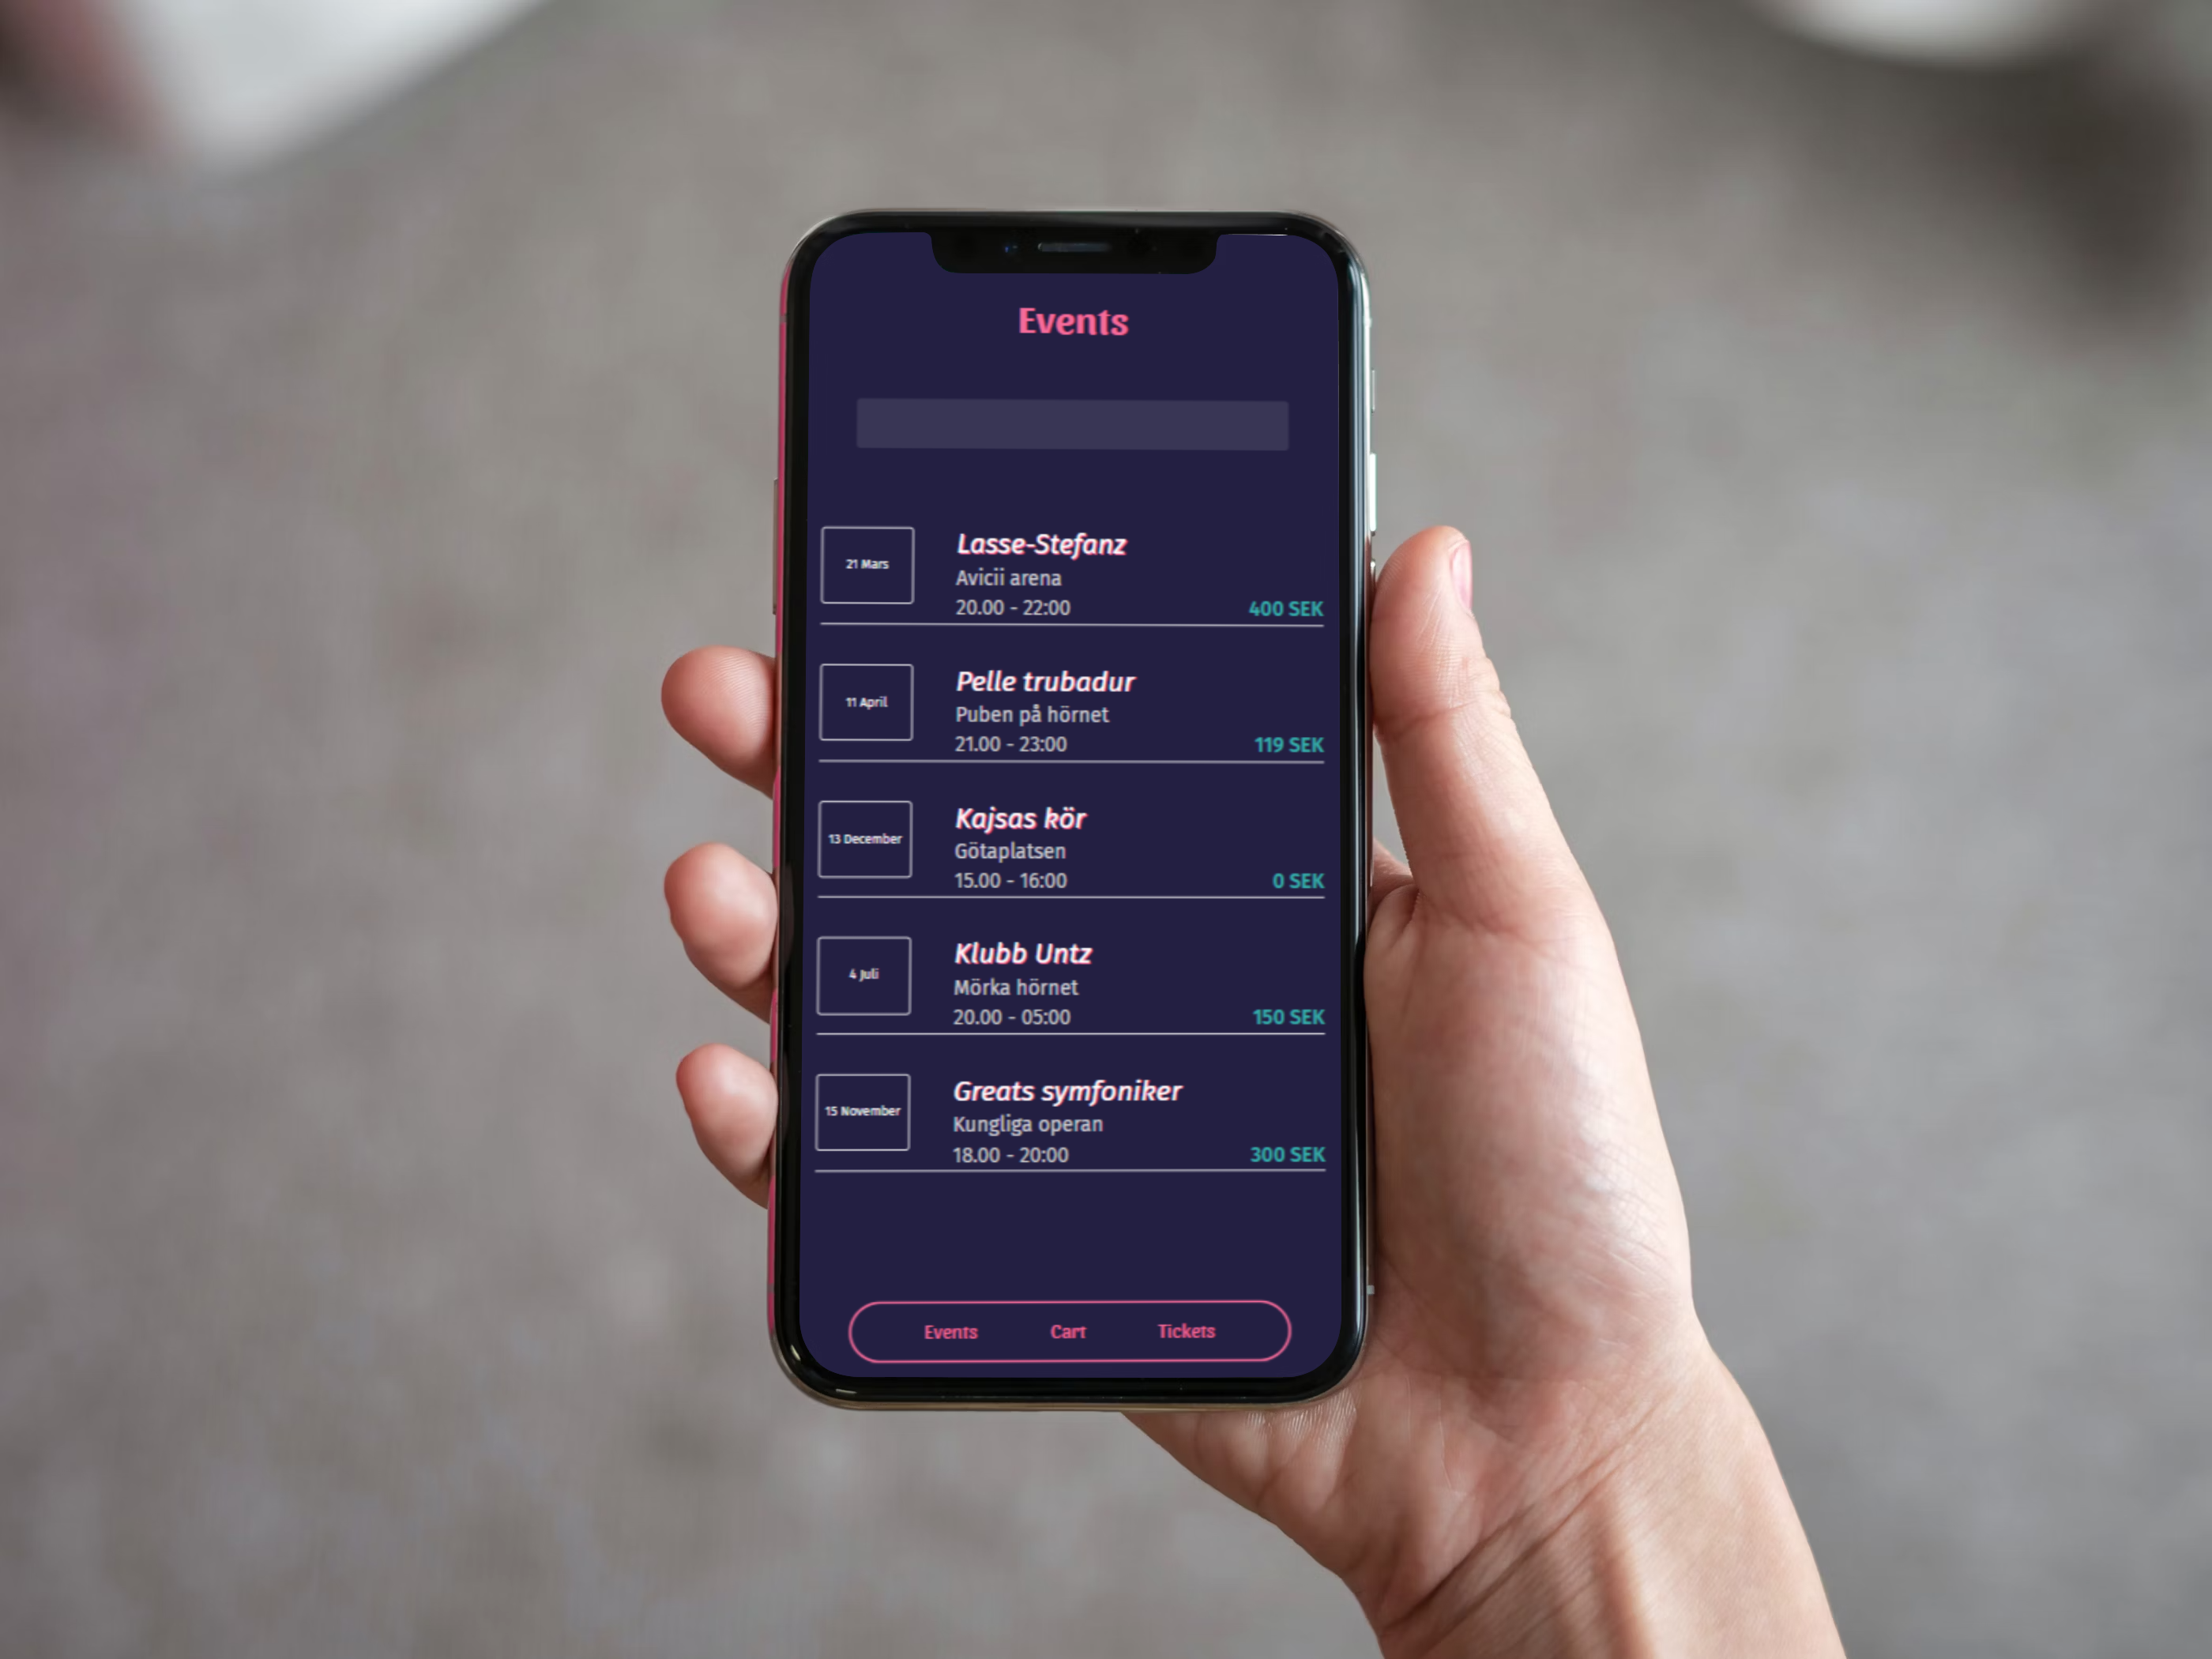 Events
21 Mars
Lasse-Stefanz
Avicii arena
20.00 - 22:00
400 SEK
11 April
Pelle trubadur
Puben på hörnet
21.00 - 23:00
119 SEK
13 December
Kajsas kör
Götaplatsen
15.00 - 16:00
0 SEK
4 Juli
Klubb Untz
Mörka hörnet
20.00 - 05:00
150 SEK
15 November
Greats symfoniker
Kungliga operan
18.00 - 20:00
300 SEK
Events Cart Tickets